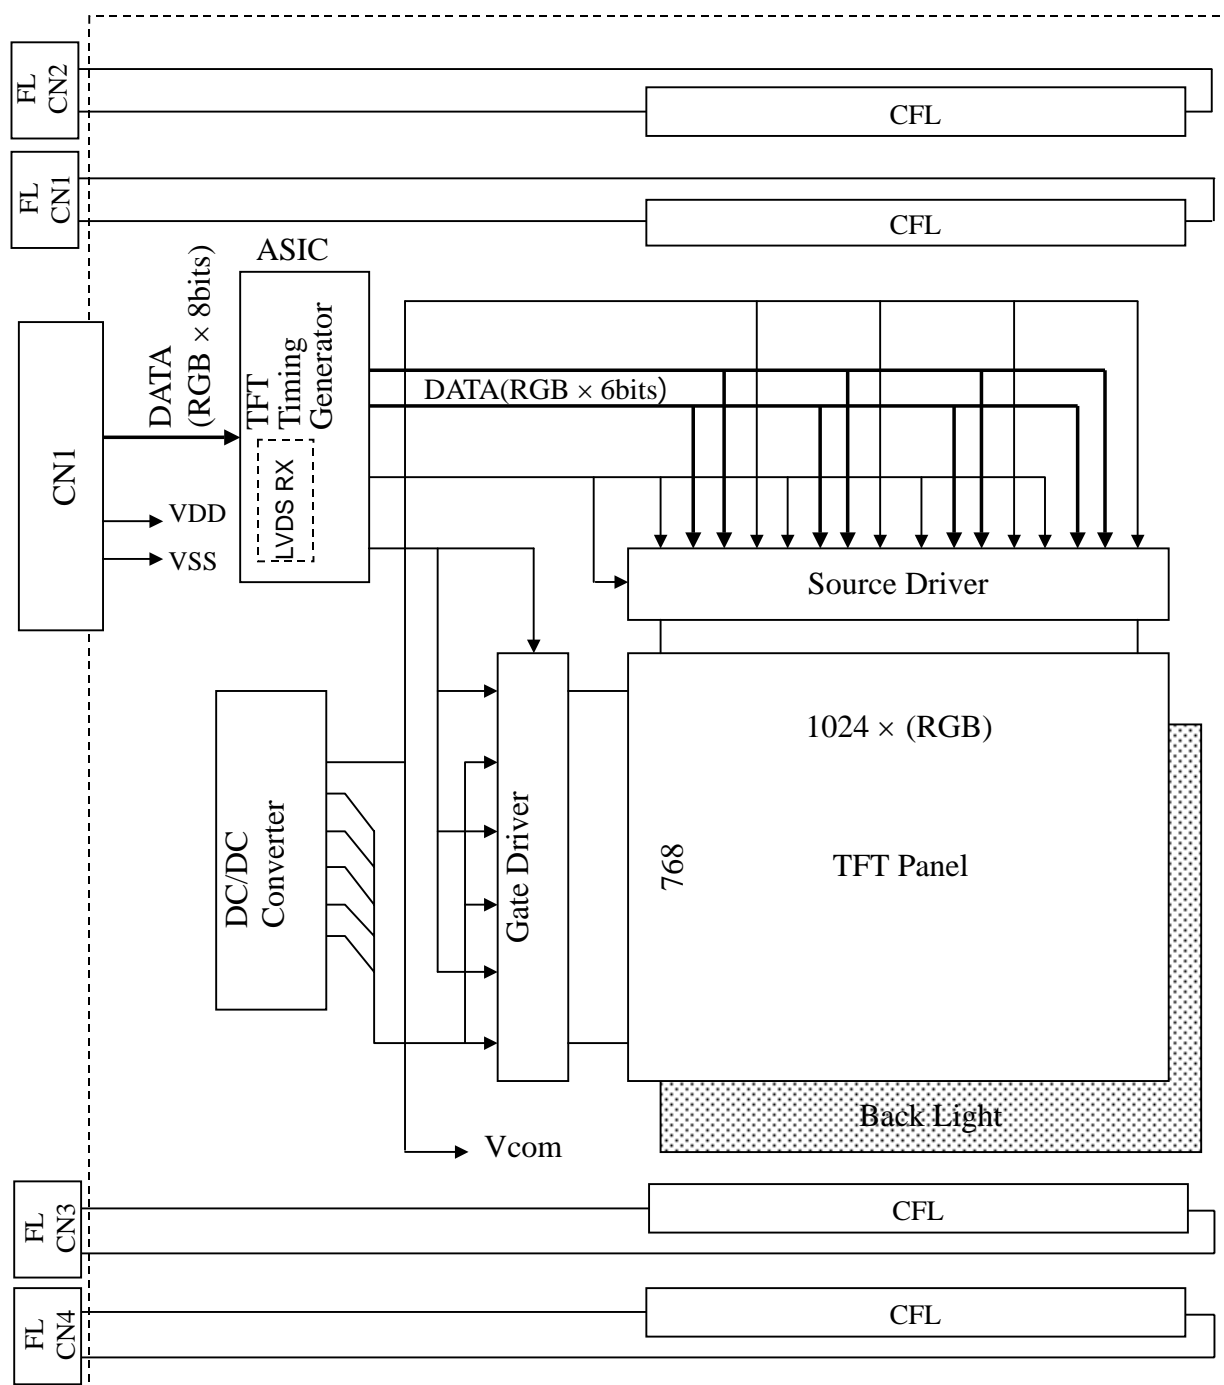 FL
CN2
CFL
FL
CN1
CFL
ASIC
DATA
(RGB × 8bits)
TFT
Timing
Generator
LVDS RX
DATA(RGB × 6bits)
CN1
VDD
VSS
Source Driver
1024 × (RGB)
768
TFT Panel
DC/DC
Converter
Gate Driver
Back Light
Vcom
FL
CN3
CFL
FL
CN4
CFL